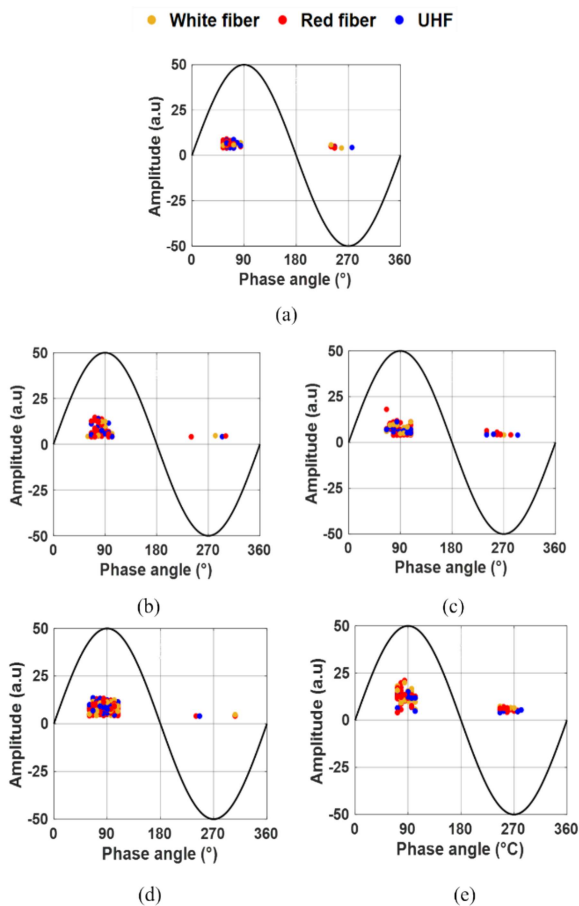 White fiber Red fiber UHF
50
25
0
-25
-50
Amplitude (a.u)
0 90 180 270 360
Phase angle (°)
(a)
50
25
0
-25
-50
Amplitude (a.u)
0 90 180 270 360
Phase angle (°)
(b)
50
25
0
-25
-50
Amplitude (a.u)
0 90 180 270 360
Phase angle (°)
(c)
50
25
0
-25
-50
Amplitude (a.u)
0 90 180 270 360
Phase angle (°)
(d)
50
25
0
-25
-50
Amplitude (a.u)
0 90 180 270 360
Phase angle (°C)
(e)